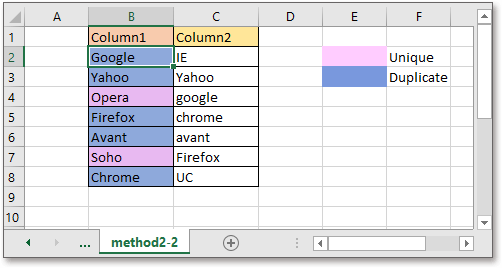 A B C D E F
1 Column1 Column2
2 Google IE Unique
3 Yahoo Yahoo Duplicate
4 Opera google
5 Firefox chrome
6 Avant avant
7 Soho Firefox
8 Chrome UC
9
10
... method2-2